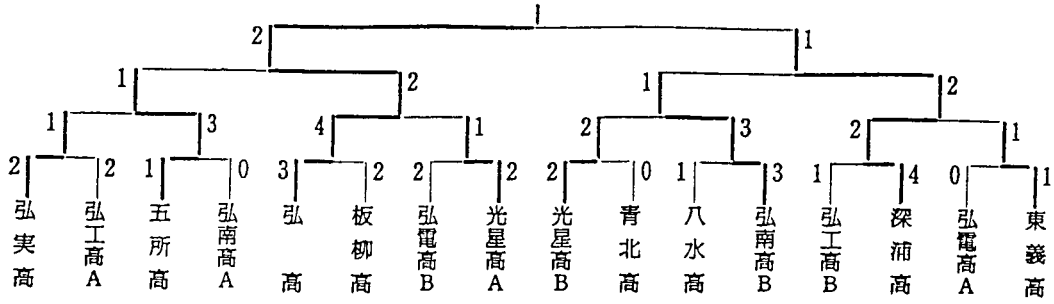 2 1
1 2 1 2
1 3 4 1 2 3 2 1
2 2 1 0 3 2 2 2 2 0 1 3 1 4 0 1
弘実高
弘工高A
五所高
弘南高A
弘高
板柳高
弘電高B
光星高A
光星高B
青北高
八水高
弘南高B
弘工高B
深浦高
弘電高A
東義高